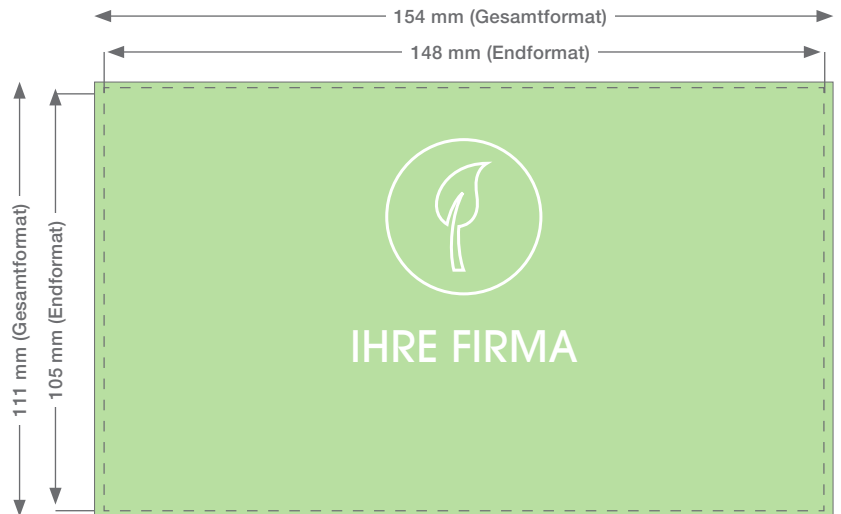 154 mm (Gesamtformat)
148 mm (Endformat)
111 mm (Gesamtformat)
105 mm (Endformat)
IHRE FIRMA